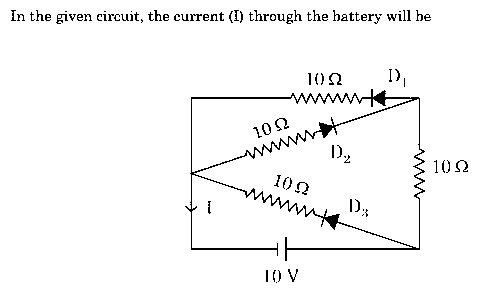 In the given circuit, the current (I) through the battery will be
10 Ω D₁
10 Ω
D₂
10 Ω
10 Ω
D₃
I
10 V